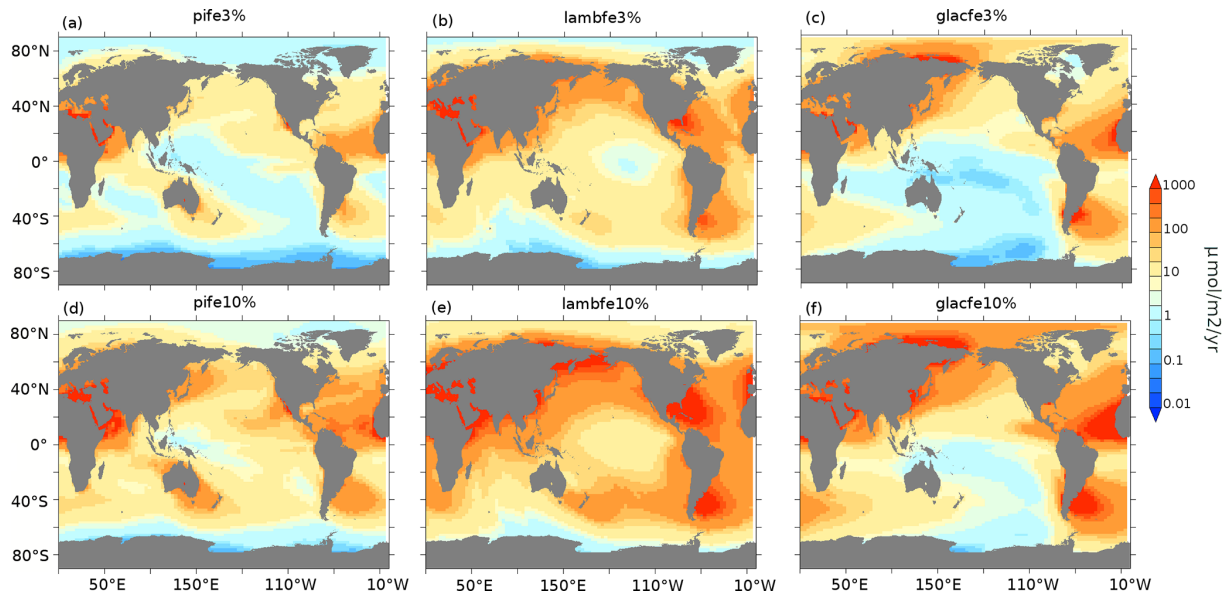 (a) pife3%
(b) lambfe3%
(c) glacfe3%
80°N
40°N
0°
40°S
80°S
1000
100
10
1
0.1
0.01
μmol/m2/yr
(d) pife10%
(e) lambfe10%
(f) glacfe10%
80°N
40°N
0°
40°S
80°S
50°E 150°E 110°W 10°W
50°E 150°E 110°W 10°W
50°E 150°E 110°W 10°W